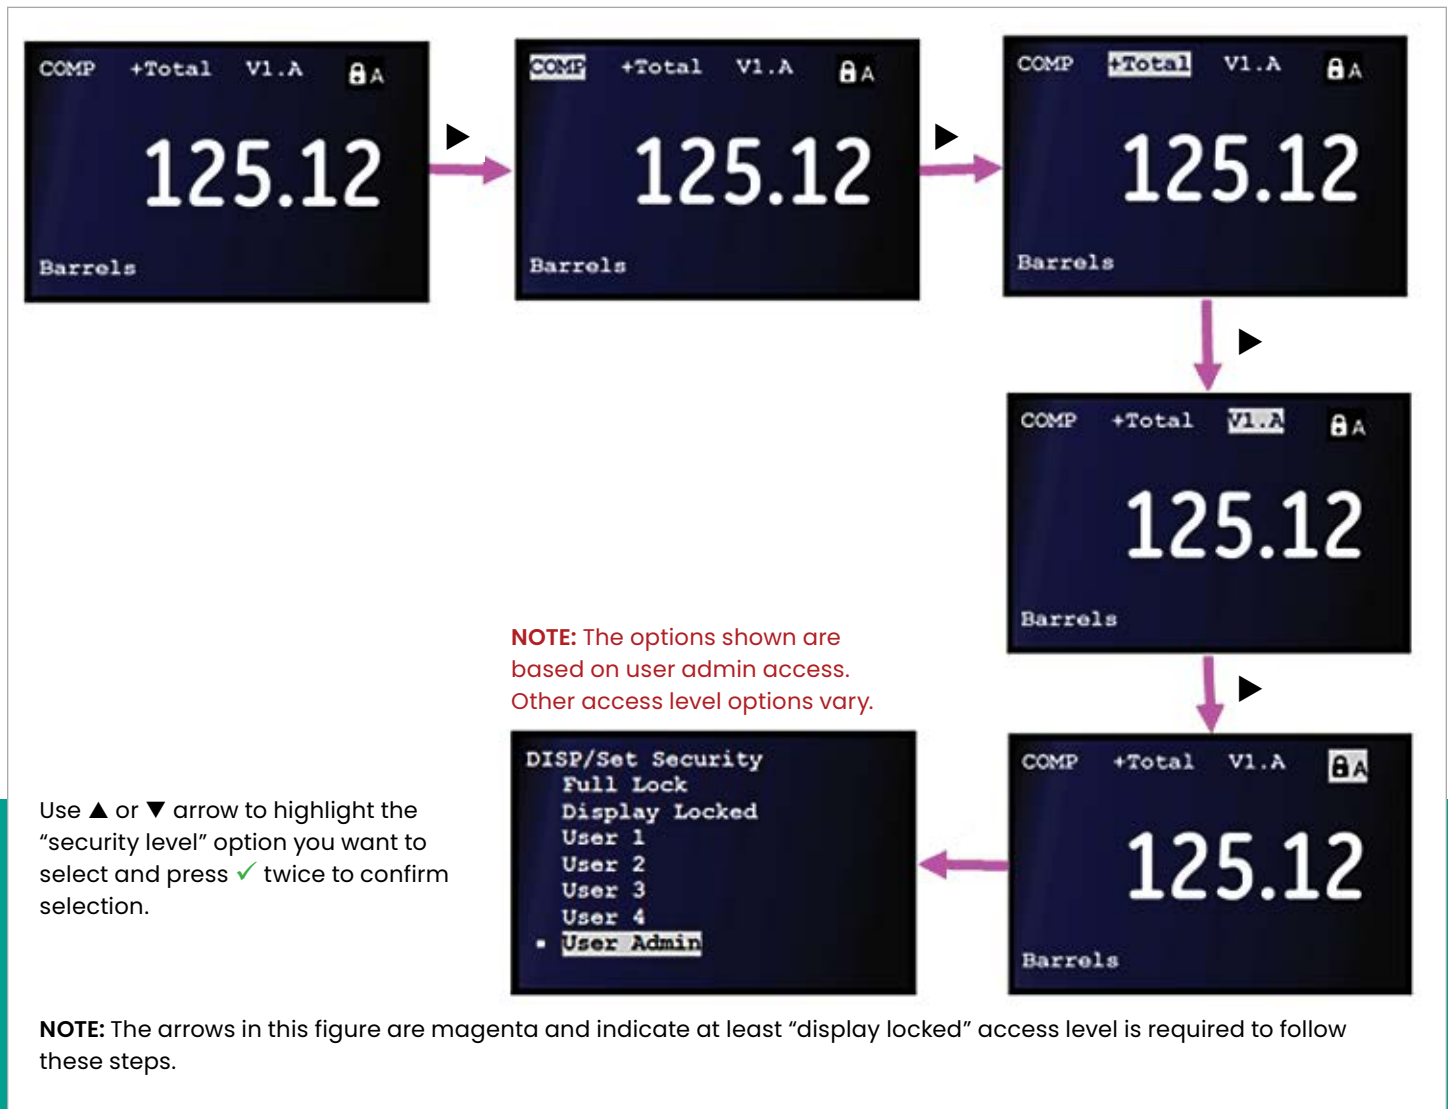 COMP +Total V1.A A
125.12
Barrels
▶
COMP +Total V1.A A
125.12
Barrels
▶
COMP +Total V1.A A
125.12
Barrels
▶
COMP +Total V1.A A
125.12
Barrels
▶
COMP +Total V1.A A
125.12
Barrels
NOTE: The options shown are
based on user admin access.
Other access level options vary.
DISP/Set Security
Full Lock
Display Locked
User 1
User 2
User 3
User 4
▪ User Admin
Use ▲ or ▼ arrow to highlight the
“security level” option you want to
select and press ✓ twice to confirm
selection.
NOTE: The arrows in this figure are magenta and indicate at least “display locked” access level is required to follow
these steps.